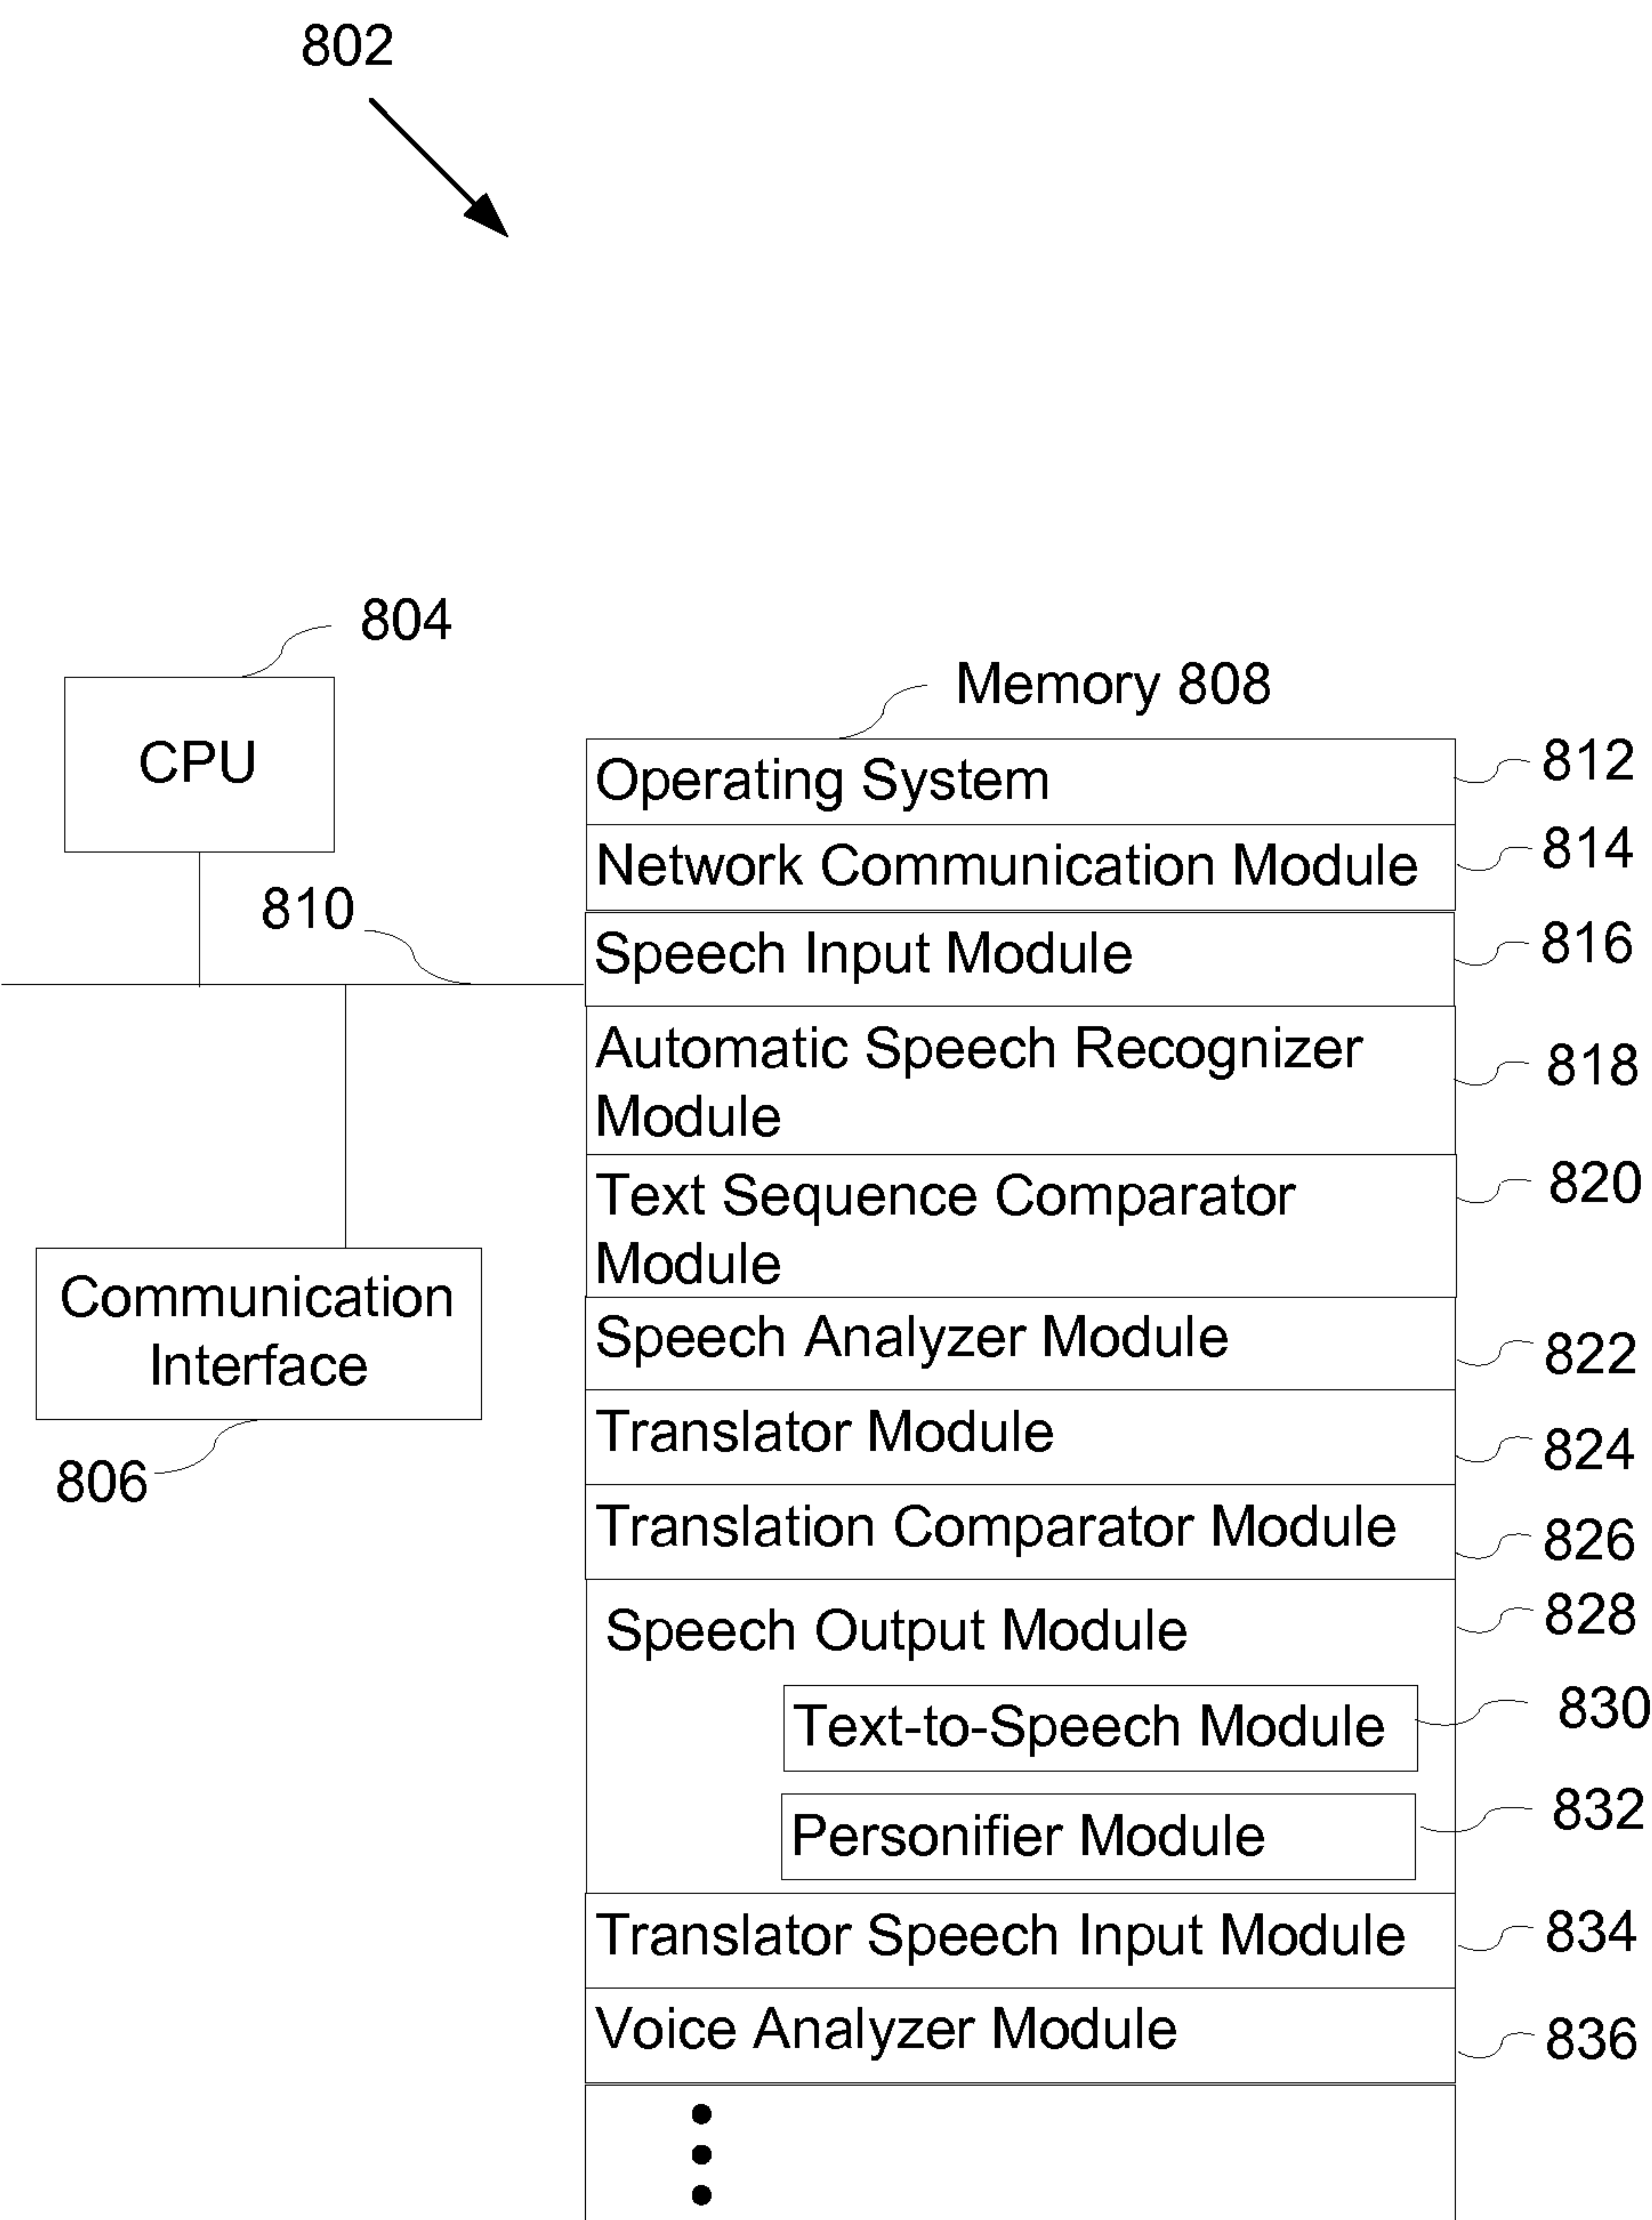 802
804
CPU
Memory 808
Operating System
812
Network Communication Module
814
810
Speech Input Module
816
Automatic Speech Recognizer
Module
818
Text Sequence Comparator
Module
820
Communication
Interface
806
Speech Analyzer Module
822
Translator Module
824
Translation Comparator Module
826
Speech Output Module
828
Text-to-Speech Module
830
Personifier Module
832
Translator Speech Input Module
834
Voice Analyzer Module
836